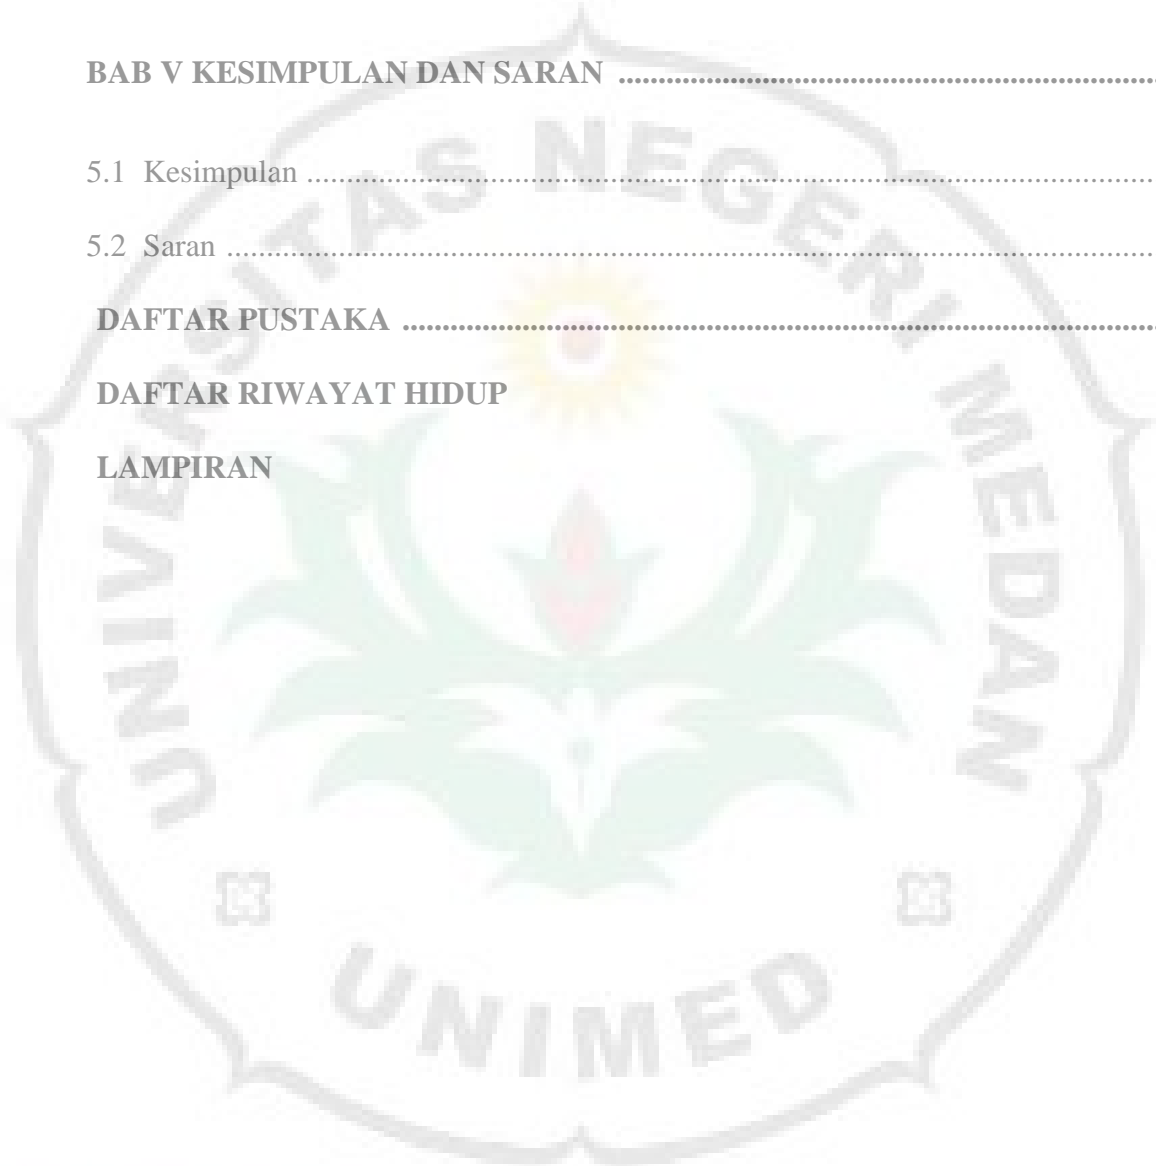 BAB V KESIMPULAN DAN SARAN ....................................................................
5.1 Kesimpulan ..........................................................................................................
5.2 Saran ....................................................................................................................
DAFTAR PUSTAKA ..............................................................................................
DAFTAR RIWAYAT HIDUP
LAMPIRAN
UNIVERSITAS NEGERI MEDAN
UNIMED